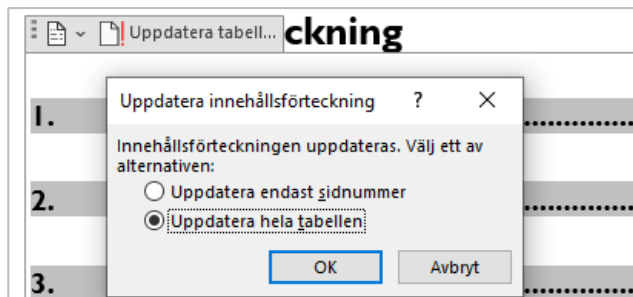 Uppdatera tabell... ckning
Uppdatera innehållsförteckning ? ×
1. ..............
Innehållsförteckningen uppdateras. Välj ett av
alternativen:
Uppdatera endast sidnummer
2. ..............
Uppdatera hela tabellen
OK Avbryt
3. ..............